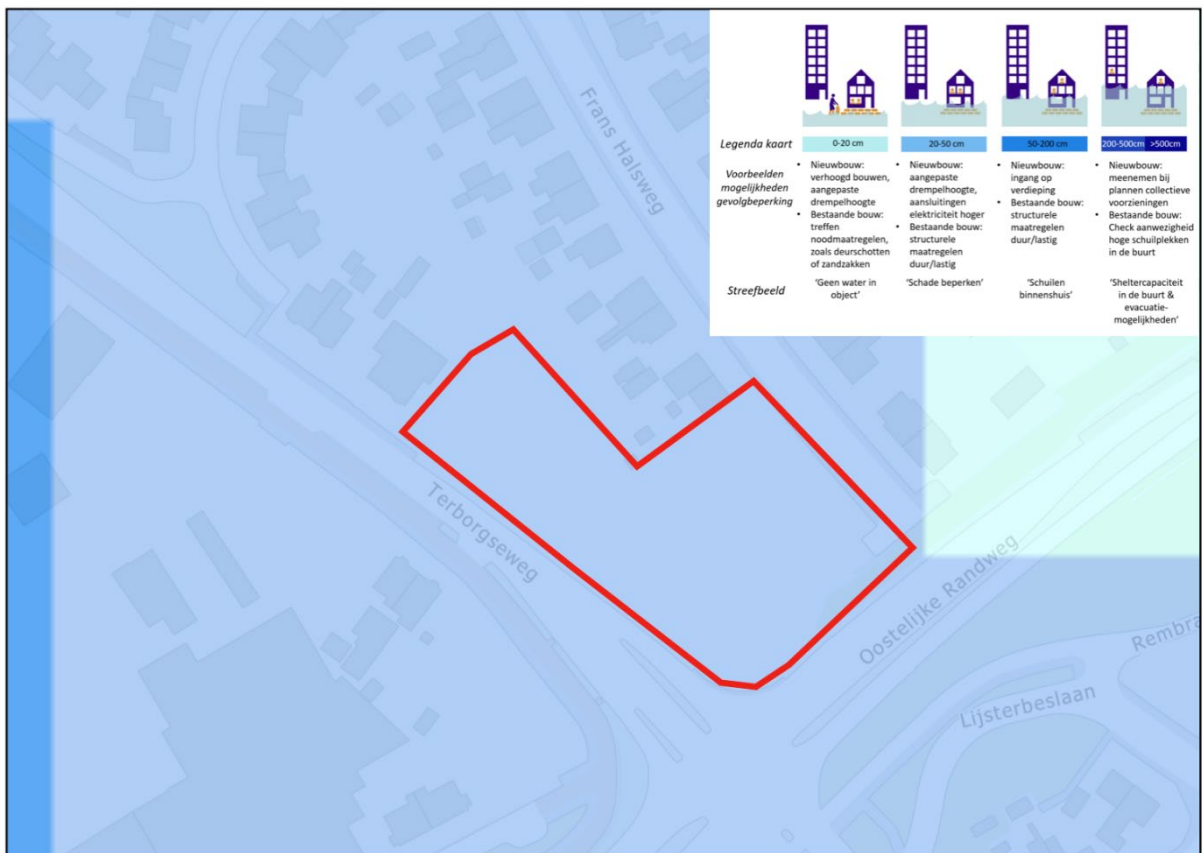 Legenda kaart
0-20 cm
20-50 cm
50-200 cm
200-500cm
>500cm
Voorbeelden
mogelijkheden
gevolgbeperking
• Nieuwbouw:
verhoogd bouwen,
aangepaste
drempelhoogte
• Bestaande bouw:
treffen
noodmaatregelen,
zoals deurschotten
of zandzakken
• Nieuwbouw:
aangepaste
drempelhoogte,
aansluitingen
elektriciteit hoger
• Bestaande bouw:
structurele
maatregelen
duur/lastig
• Nieuwbouw:
ingang op
verdieping
• Bestaande bouw:
structurele
maatregelen
duur/lastig
• Nieuwbouw:
meenemen bij
plannen collectieve
voorzieningen
• Bestaande bouw:
Check aanwezigheid
hoge schuilplekken
in de buurt
Streefbeeld
'Geen water in
object'
'Schade beperken'
'Schuilen
binnenshuis'
'Sheltercapaciteit
in de buurt &
evacuatie-
mogelijkheden'
Frans Halsweg
Terborgseweg
Oostelijke Randweg
Rembra
Lijsterbeslaan